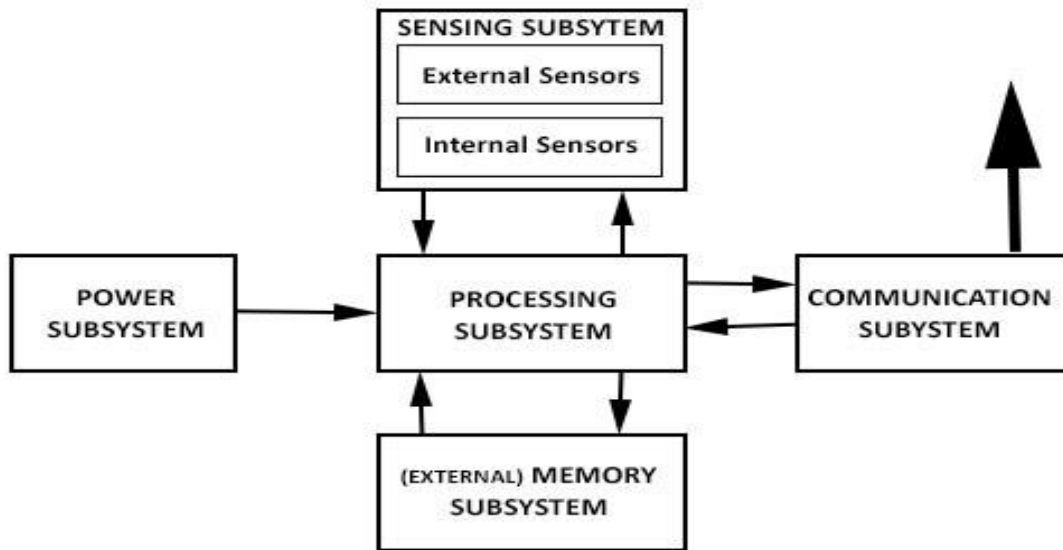 SENSING SUBSYTEM
External Sensors
Internal Sensors
POWER
SUBSYSTEM
PROCESSING
SUBSYSTEM
COMMUNICATION
SUBYSTEM
(EXTERNAL) MEMORY
SUBSYSTEM